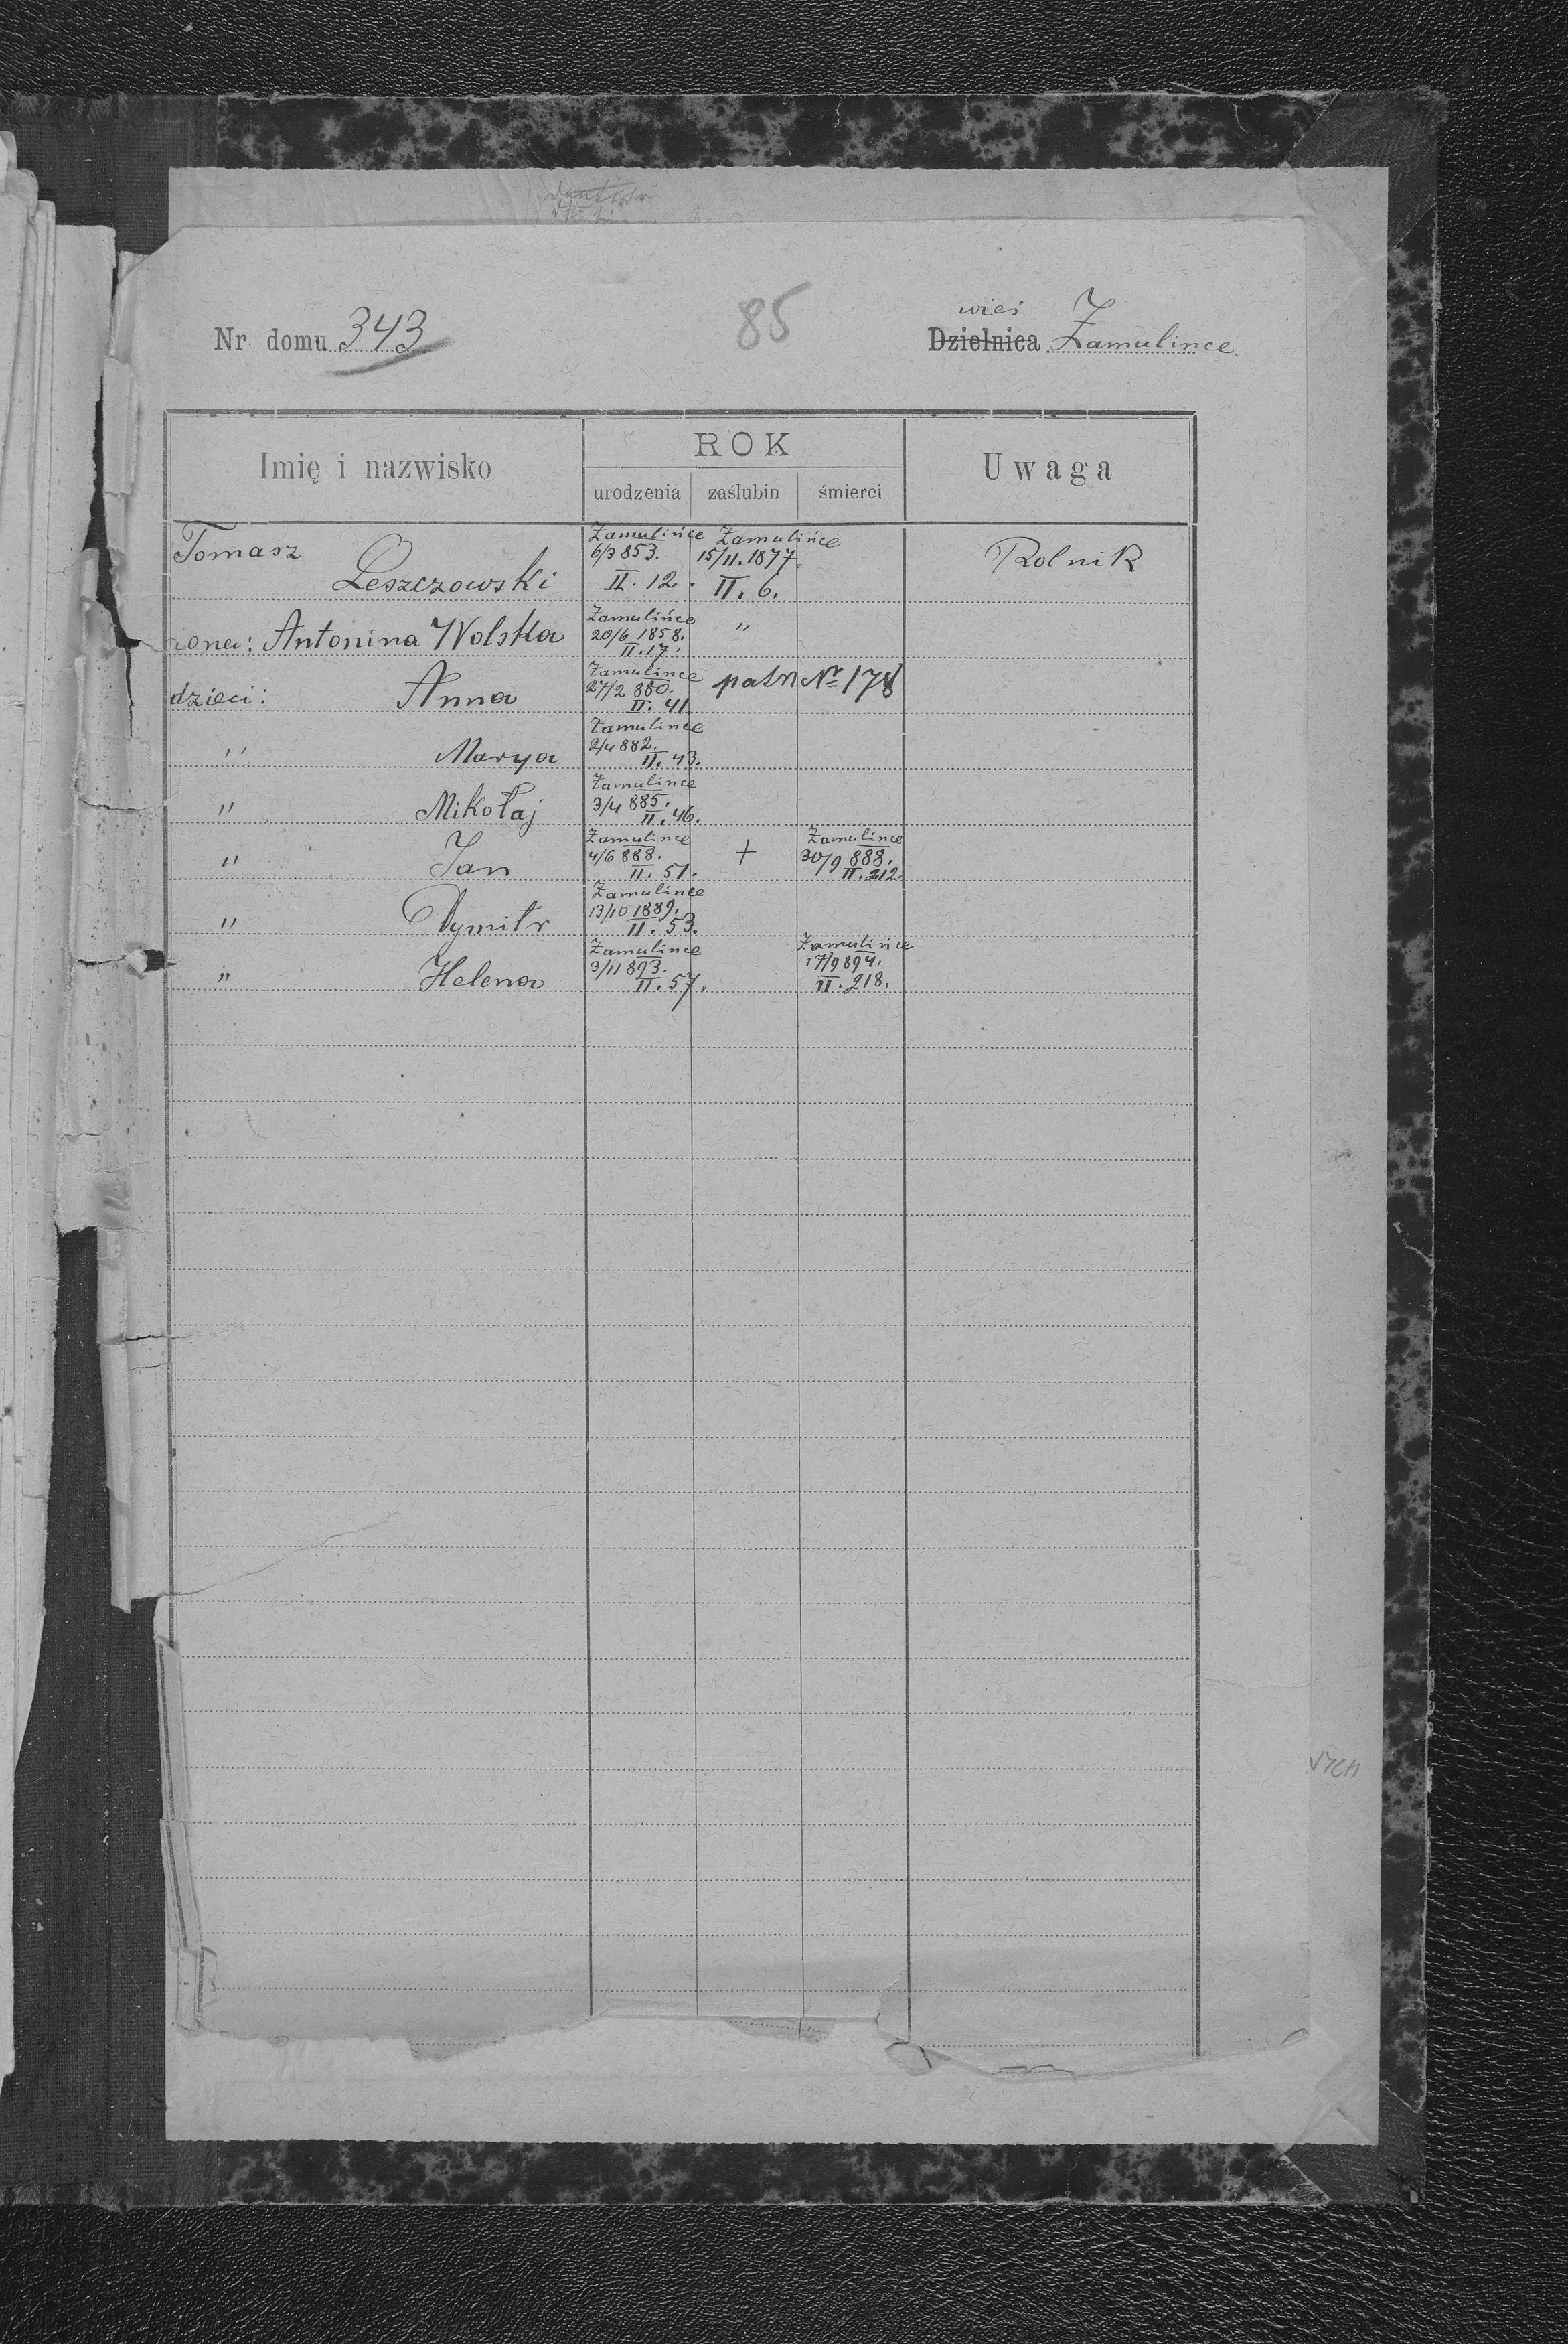 85
wieś
Nr. domu 343 Dzielnica Zamulince
Imię i nazwisko ROK Uwaga
urodzenia zaślubin śmierci
Tomasz Zamulińce Zamulińce
6/3 853. 15/11. 1877. Rolnik
Leszczowski II. 12. II. 6.
żona: Antonina Wolska Zamulińce 20/6 1858. II. 17. "
dzieci: Anna Zamulince 27/2 880. II. 41. patrz № 178
" Marya Zamulince 2/4 882. II. 43.
" Mikołaj Zamulince 3/4 885. II. 46.
" Jan Zamulince 4/6 888. II. 51. + Zamulince 30/9 888. II. 212.
" Dymitr Zamulince 13/10 1889. II. 53.
" Helena Zamulince 3/11 893. II. 57. Zamulińce 17/9 894. II. 218.